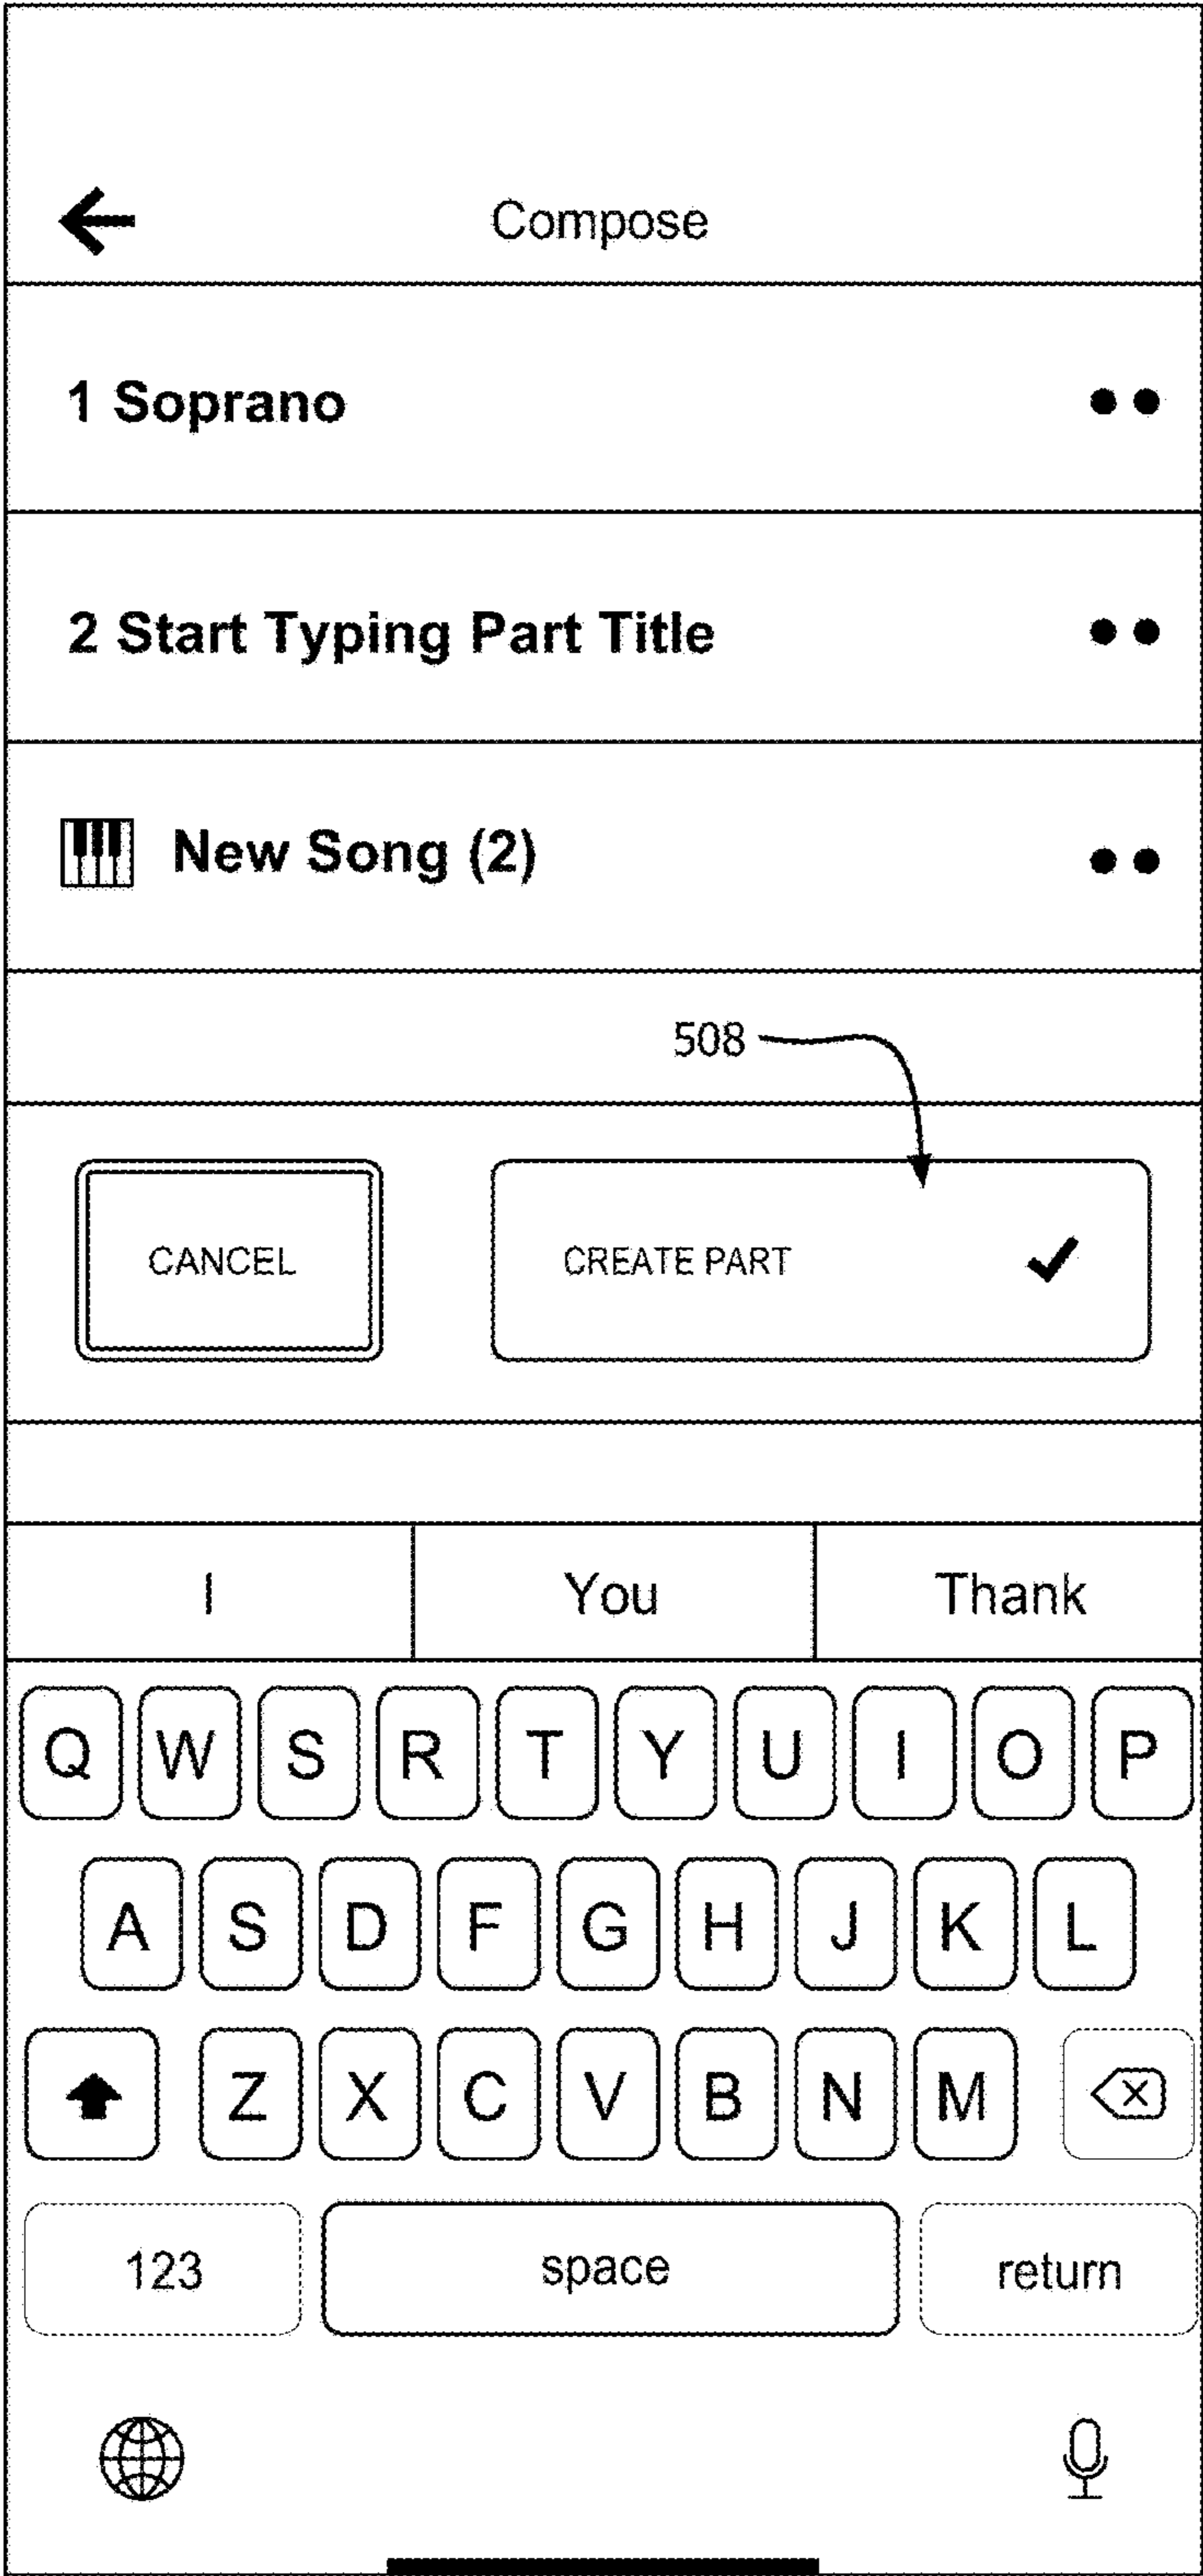 Compose
1 Soprano
2 Start Typing Part Title
New Song (2)
508
CANCEL CREATE PART
I You Thank
Q W S R T Y U I O P
A S D F G H J K L
Z X C V B N M
123 space return